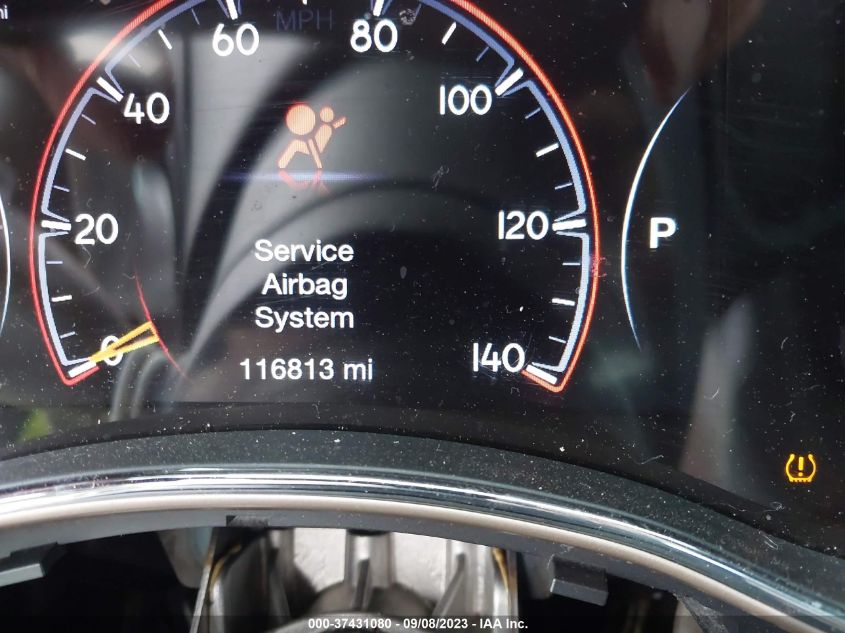 mi
MPH
60
80
40
100
20
120
P
Service
Airbag
System
0
140
116813 mi
000-37431080 - 09/08/2023 - IAA Inc.